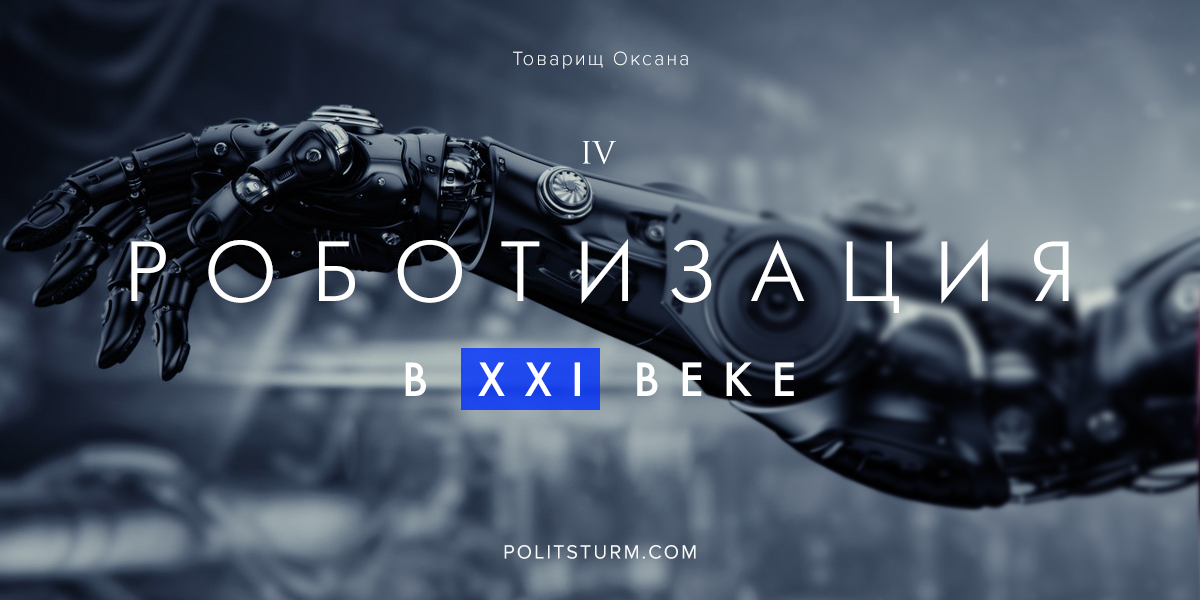 Товарищ Оксана
IV
РОБОТИЗАЦИЯ
В XXI ВЕКЕ
POLITSTURM.COM